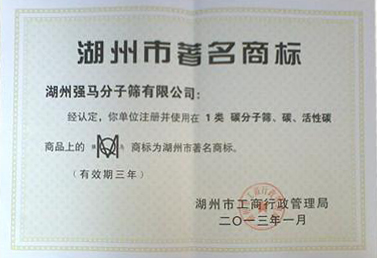 湖州市著名商标
湖州强马分子筛有限公司：
经认定，你单位注册并使用在 1 类 碳分子筛、碳、活性碳
商品上的 商标为湖州市著名商标。
（有效期三年）
湖州市工商行政管理局
二〇一三年一月